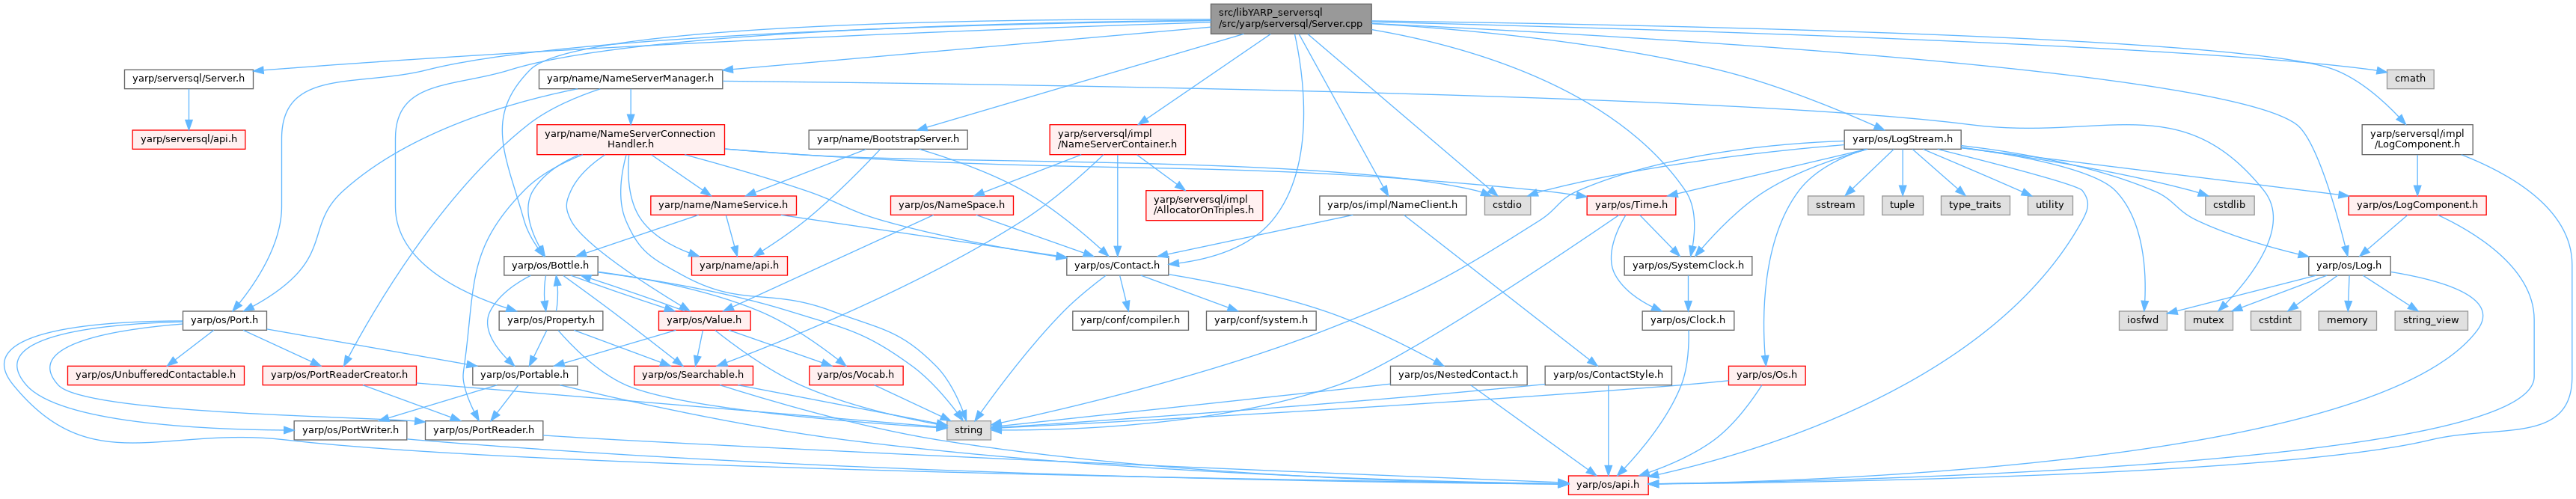 src/libYARP_serversql
/src/yarp/serversql/Server.cpp
yarp/serversql/Server.h
yarp/name/NameServerManager.h
cmath
yarp/serversql/api.h
yarp/name/NameServerConnection
Handler.h
yarp/name/BootstrapServer.h
yarp/serversql/impl
/NameServerContainer.h
yarp/os/LogStream.h
yarp/serversql/impl
/LogComponent.h
yarp/name/NameService.h
yarp/os/NameSpace.h
yarp/serversql/impl
/AllocatorOnTriples.h
yarp/os/impl/NameClient.h
cstdio
yarp/os/Time.h
sstream
tuple
type_traits
utility
cstdlib
yarp/os/LogComponent.h
yarp/os/Bottle.h
yarp/name/api.h
yarp/os/Contact.h
yarp/os/SystemClock.h
yarp/os/Log.h
yarp/os/Port.h
yarp/os/Property.h
yarp/os/Value.h
yarp/conf/compiler.h
yarp/conf/system.h
yarp/os/Clock.h
iosfwd
mutex
cstdint
memory
string_view
yarp/os/UnbufferedContactable.h
yarp/os/PortReaderCreator.h
yarp/os/Portable.h
yarp/os/Searchable.h
yarp/os/Vocab.h
yarp/os/NestedContact.h
yarp/os/ContactStyle.h
yarp/os/Os.h
yarp/os/PortWriter.h
yarp/os/PortReader.h
string
yarp/os/api.h